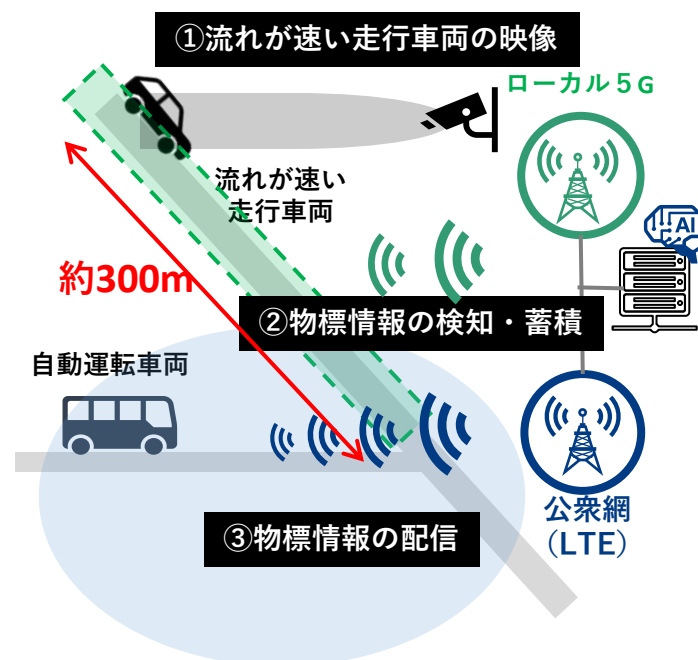 ①流れが速い走行車両の映像
ローカル５G
流れが速い
走行車両
AI
約300m
②物標情報の検知・蓄積
自動運転車両
公衆網
(LTE)
③物標情報の配信